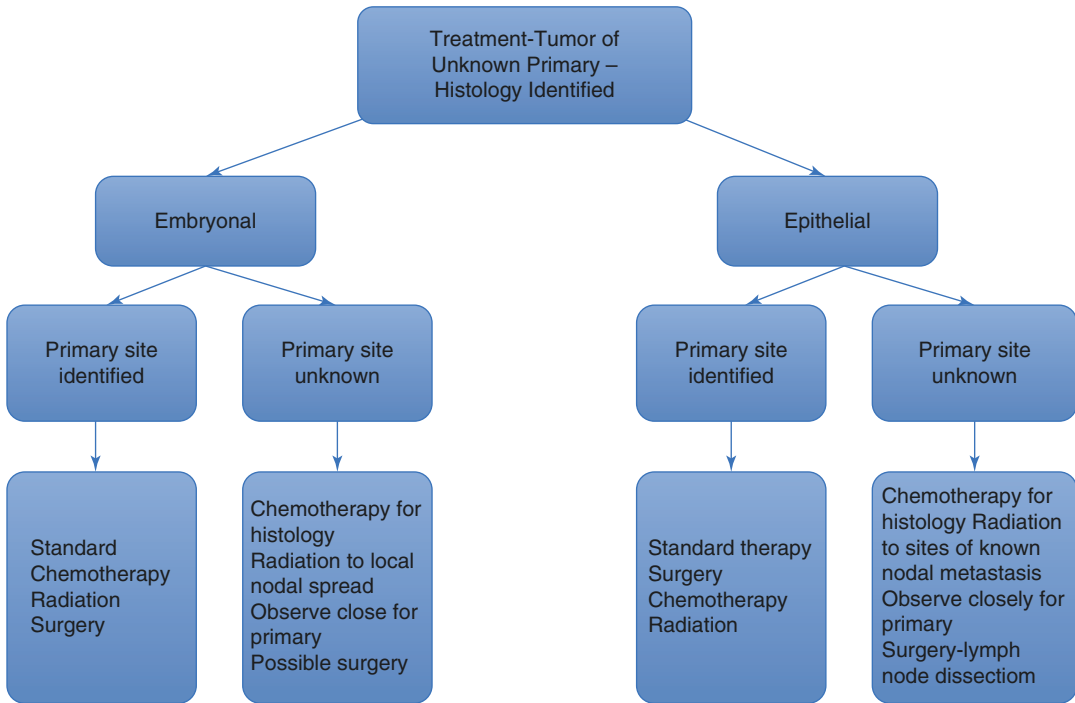 Treatment-Tumor of
Unknown Primary –
Histology Identified
Embryonal
Epithelial
Primary site
identified
Primary site
unknown
Primary site
identified
Primary site
unknown
Standard
Chemotherapy
Radiation
Surgery
Chemotherapy for
histology
Radiation to local
nodal spread
Observe close for
primary
Possible surgery
Standard therapy
Surgery
Chemotherapy
Radiation
Chemotherapy for
histology Radiation
to sites of known
nodal metastasis
Observe closely for
primary
Surgery-lymph
node dissectiom